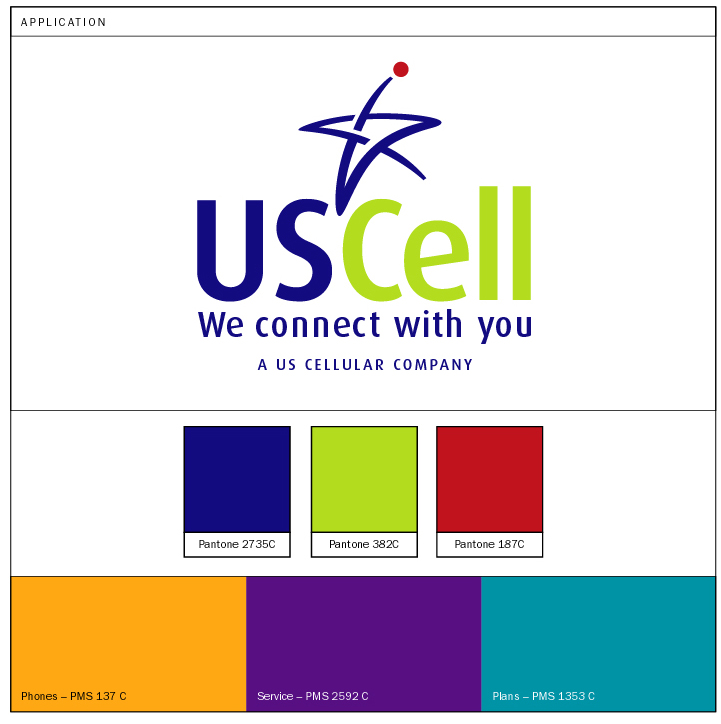 APPLICATION
USCell
We connect with you
A US CELLULAR COMPANY
Pantone 2735C
Pantone 382C
Pantone 187C
Phones – PMS 137 C
Service – PMS 2592 C
Plans – PMS 1353 C